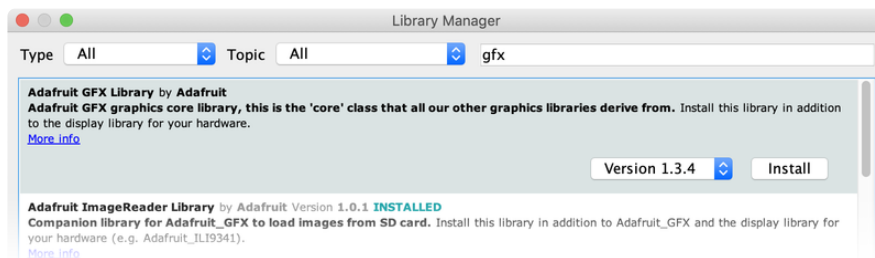 Library Manager
Type All Topic All gfx
Adafruit GFX Library by Adafruit
Adafruit GFX graphics core library, this is the 'core' class that all our other graphics libraries derive from. Install this library in addition
to the display library for your hardware.
More info
Version 1.3.4 Install
Adafruit ImageReader Library by Adafruit Version 1.0.1 INSTALLED
Companion library for Adafruit_GFX to load images from SD card. Install this library in addition to Adafruit_GFX and the display library for
your hardware (e.g. Adafruit_ILI9341).
More info